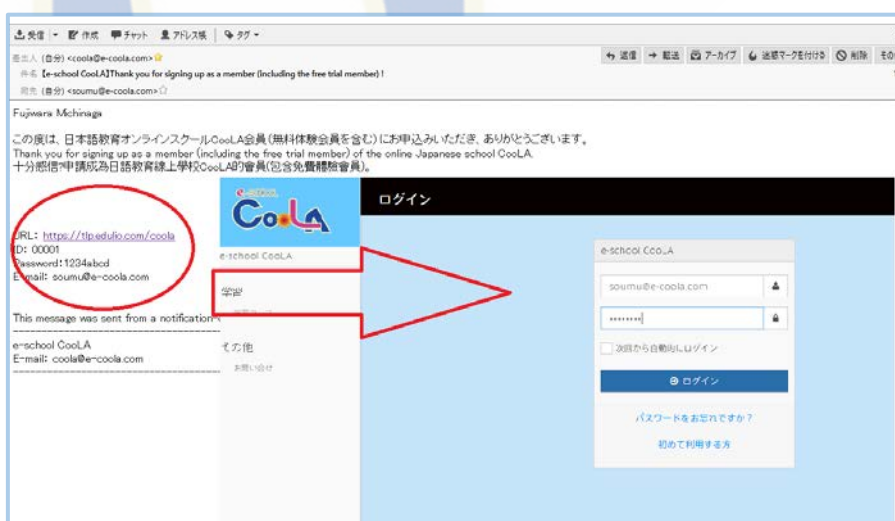 受信 作成 チャット アドレス帳 タグ
返信 転送 アーカイブ 迷惑マークを付ける 削除 その
差出人 (自分) <coola@e-coola.com>
件名 【e-school CooLA】Thank you for signing up as a member (including the free trial member) !
宛先 (自分) <soumu@e-coola.com>
Fujiwara Michinaga
この度は、日本語教育オンラインスクールCooLA会員(無料体験会員を含む)にお申込みいただき、ありがとうございます。
Thank you for signing up as a member (including the free trial member) of the online Japanese school CooLA.
十分感信?申請成為日語教育線上學校CooLA的會員(包含免費體驗會員)。
URL: https://tlp.edulio.com/coola
ID: 00001
Password:1234abcd
E-mail: soumu@e-coola.com
This message was sent from a notification
e-school CooLA
E-mail: coola@e-coola.com
e-school
CooLA
e-school CooLA
学習
その他
お問い合せ
ログイン
e-school CooLA
soumu@e-coola.com
••••••••
次回から自動的にログイン
ログイン
パスワードをお忘れですか?
初めて利用する方